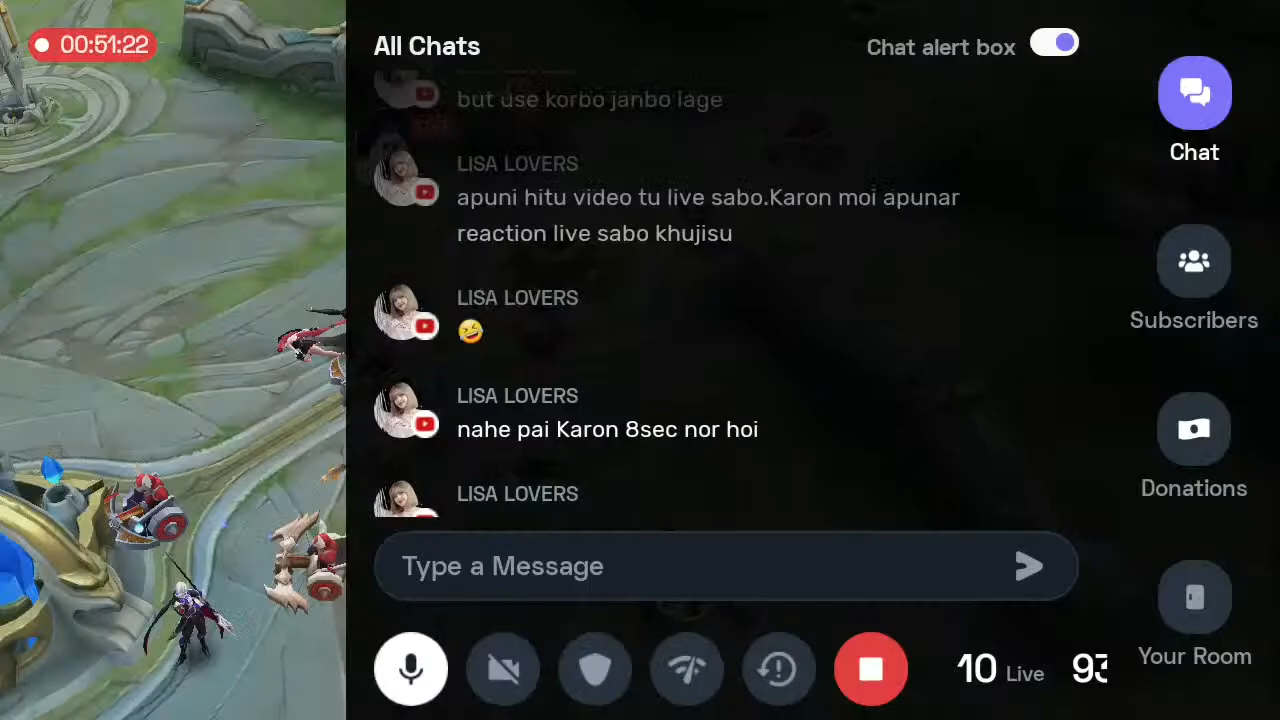 00:51:22
All Chats
Chat alert box
but use korbo janbo lage
LISA LOVERS
apuni hitu video tu live sabo.Karon moi apunar
reaction live sabo khujisu
LISA LOVERS
😆
LISA LOVERS
nahe pai Karon 8sec nor hoi
LISA LOVERS
Type a Message
10 Live
Chat
Subscribers
Donations
Your Room